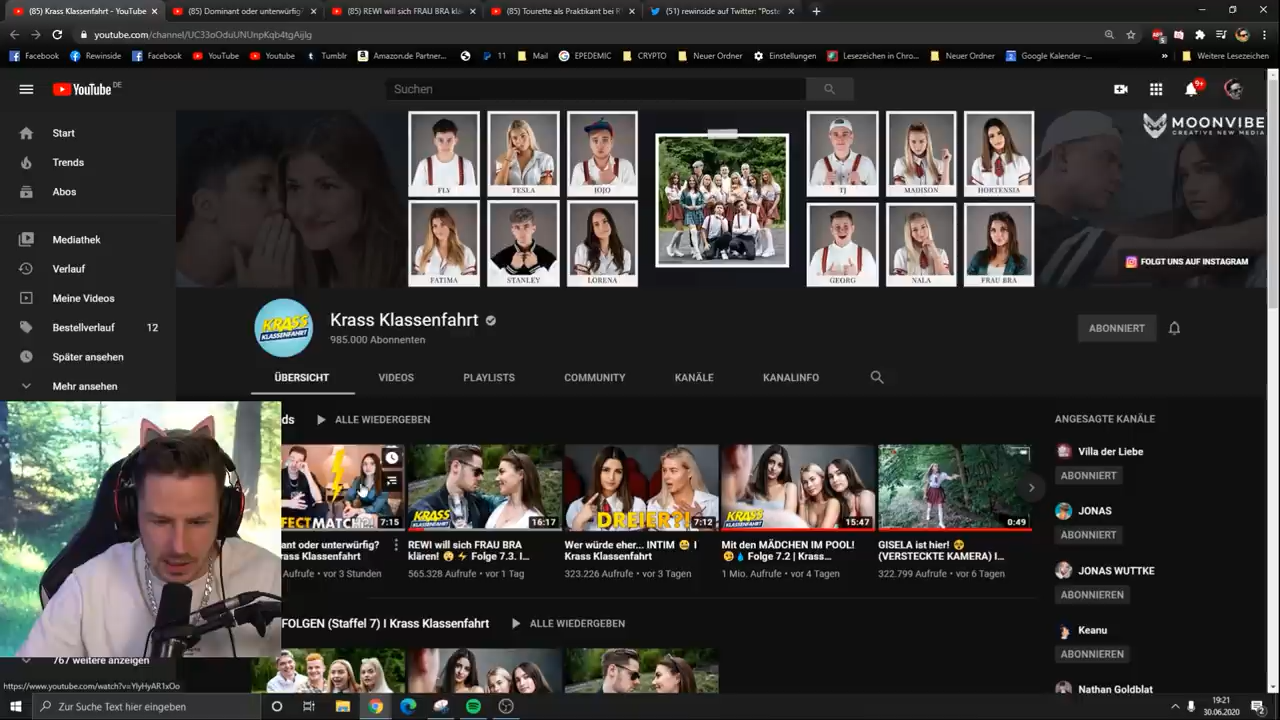 (85) Krass Klassenfahrt - YouTube
(85) Dominant oder unterwürfig?
(85) REWI will sich FRAU BRA kl
(85) Tourette als Praktikant bei R
(51) rewinside auf Twitter: "Poste
youtube.com/channel/UC33oOduUNUnpKqb4tgAijlg
Facebook
Rewinside
Facebook
YouTube
Youtube
Tumblr
Amazon.de Partner...
11
Mail
EPEDEMIC
CRYPTO
Neuer Ordner
Einstellungen
Lesezeichen in Chro...
Neuer Ordner
Google Kalender -...
Weitere Lesezeichen
YouTube DE
Suchen
9+
Start
Trends
Abos
Mediathek
Verlauf
Meine Videos
Bestellverlauf 12
Später ansehen
Mehr ansehen
767 weitere anzeigen
FLY
TESLA
JOJO
FATIMA
STANLEY
LORENA
TJ
MADISON
HORTENSIA
GEORG
NALA
FRAU BRA
MOONVIBE
CREATIVE NEW MEDIA
FOLGT UNS AUF INSTAGRAM
KRASS
KLASSENFAHRT
Krass Klassenfahrt
985.000 Abonnenten
ABONNIERT
ÜBERSICHT
VIDEOS
PLAYLISTS
COMMUNITY
KANÄLE
KANALINFO
ds
ALLE WIEDERGEBEN
FECTMATCH?
7:15
ant oder unterwürfig?
rass Klassenfahrt
Aufrufe • vor 3 Stunden
KRASS
KLASSENFAHRT
16:17
REWI will sich FRAU BRA
klären! Folge 7.3. I...
565.328 Aufrufe • vor 1 Tag
DREIER?!
7:12
Wer würde eher... INTIM I
Krass Klassenfahrt
323.226 Aufrufe • vor 3 Tagen
KRASS
KLASSENFAHRT
15:47
Mit den MÄDCHEN IM POOL!
Folge 7.2 | Krass...
1 Mio. Aufrufe • vor 4 Tagen
0:49
GISELA ist hier!
(VERSTECKTE KAMERA) I...
322.799 Aufrufe • vor 6 Tagen
FOLGEN (Staffel 7) I Krass Klassenfahrt
ALLE WIEDERGEBEN
ANGESAGTE KANÄLE
Villa der Liebe
ABONNIERT
JONAS
ABONNIERT
JONAS WUTTKE
ABONNIEREN
Keanu
ABONNIEREN
Nathan Goldblat
https://www.youtube.com/watch?v=YlyHyAR1xOo
Zur Suche Text hier eingeben
19:21
30.06.2020
2